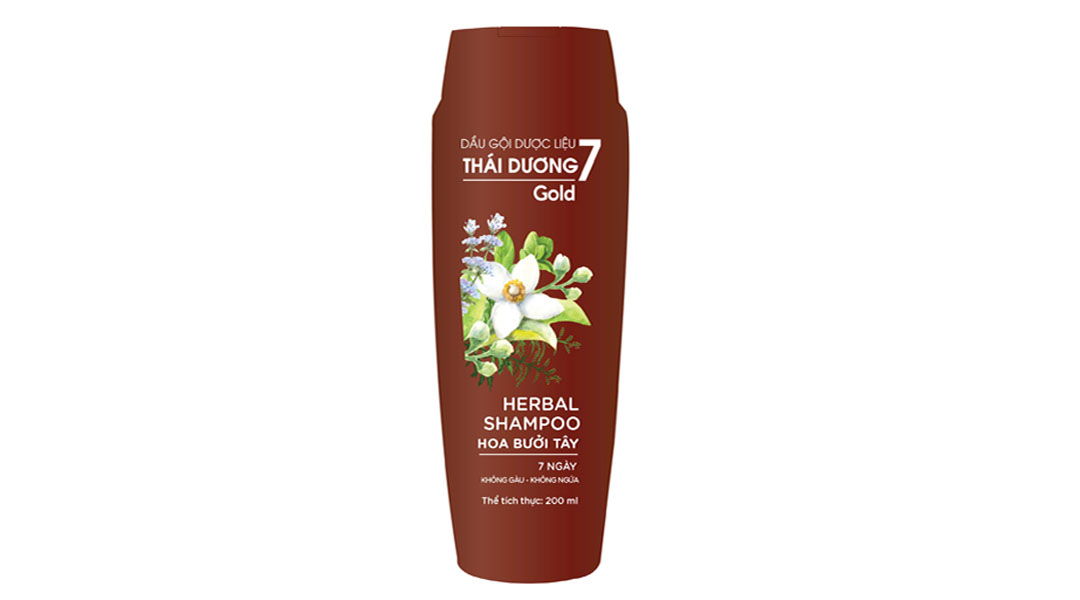 DẦU GỘI DƯỢC LIỆU
THÁI DƯƠNG 7
Gold
HERBAL
SHAMPOO
HOA BƯỞI TÂY
7 NGÀY
KHÔNG GÀU - KHÔNG NGỨA
Thể tích thực: 200 ml